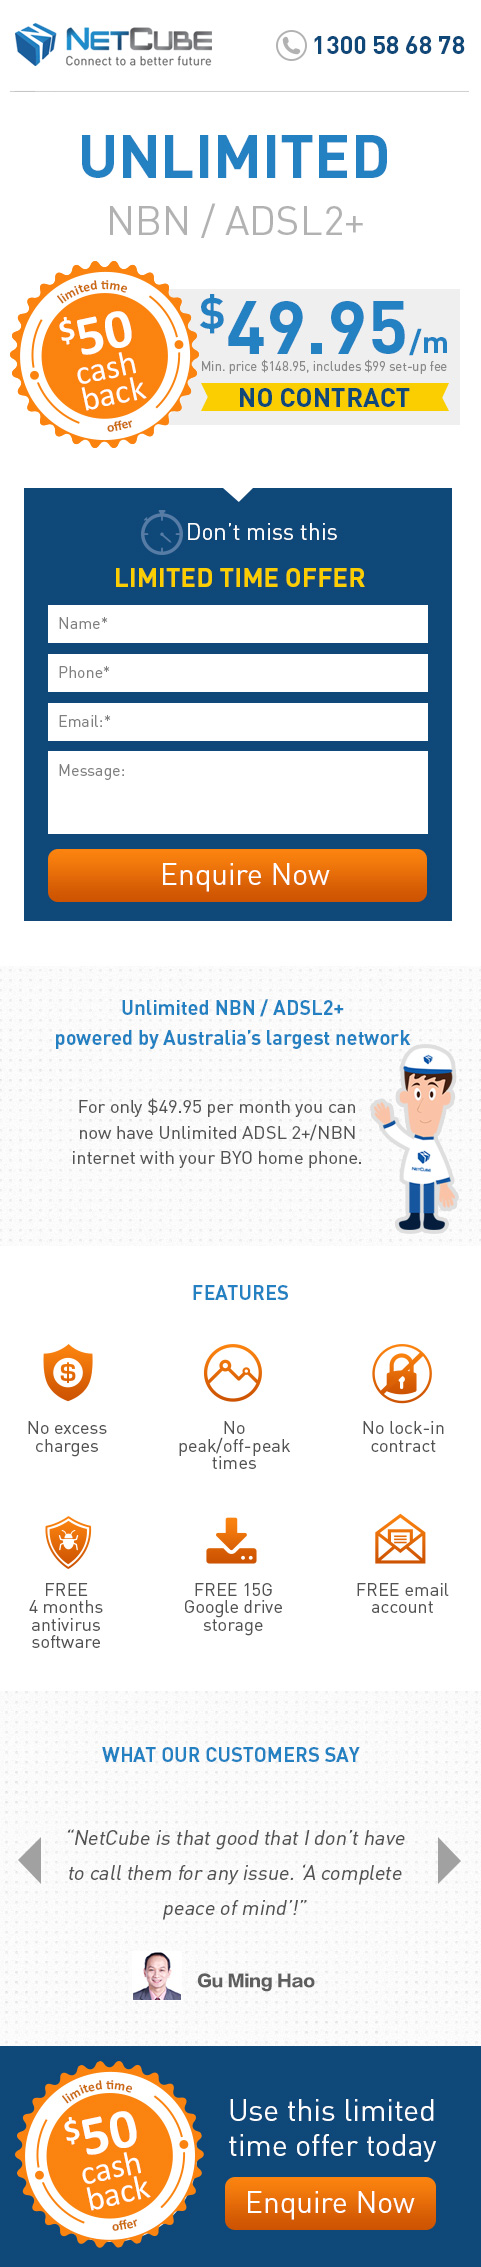 NETCUBE
Connect to a better future
1300 58 68 78
UNLIMITED
NBN / ADSL2+
limited time
$50
cash
back
offer
$49.95/m
Min. price $148.95, includes $99 set-up fee
NO CONTRACT
Don't miss this
LIMITED TIME OFFER
Name*
Phone*
Email:*
Message:
Enquire Now
Unlimited NBN / ADSL2+
powered by Australia's largest network
For only $49.95 per month you can
now have Unlimited ADSL 2+/NBN
internet with your BYO home phone.
NETCUBE
FEATURES
No excess
charges
No
peak/off-peak
times
No lock-in
contract
FREE
4 months
antivirus
software
FREE 15G
Google drive
storage
FREE email
account
WHAT OUR CUSTOMERS SAY
“NetCube is that good that I don't have
to call them for any issue. ‘A complete
peace of mind’!”
Gu Ming Hao
limited time
$50
cash
back
offer
Use this limited
time offer today
Enquire Now